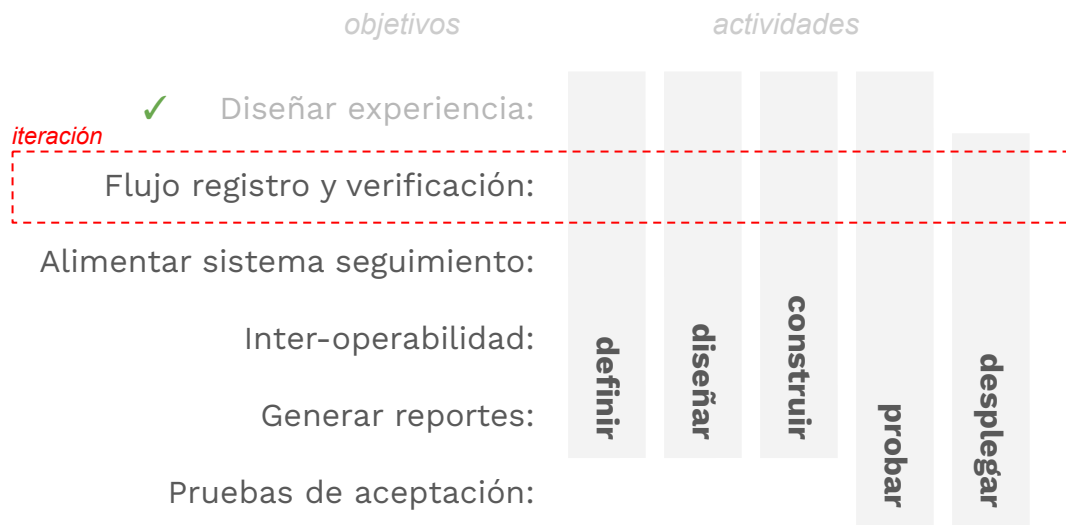 objetivos actividades
✓ Diseñar experiencia:
iteración
Flujo registro y verificación:
Alimentar sistema seguimiento:
Inter-operabilidad:
Generar reportes:
Pruebas de aceptación:
definir
diseñar
construir
probar
desplegar